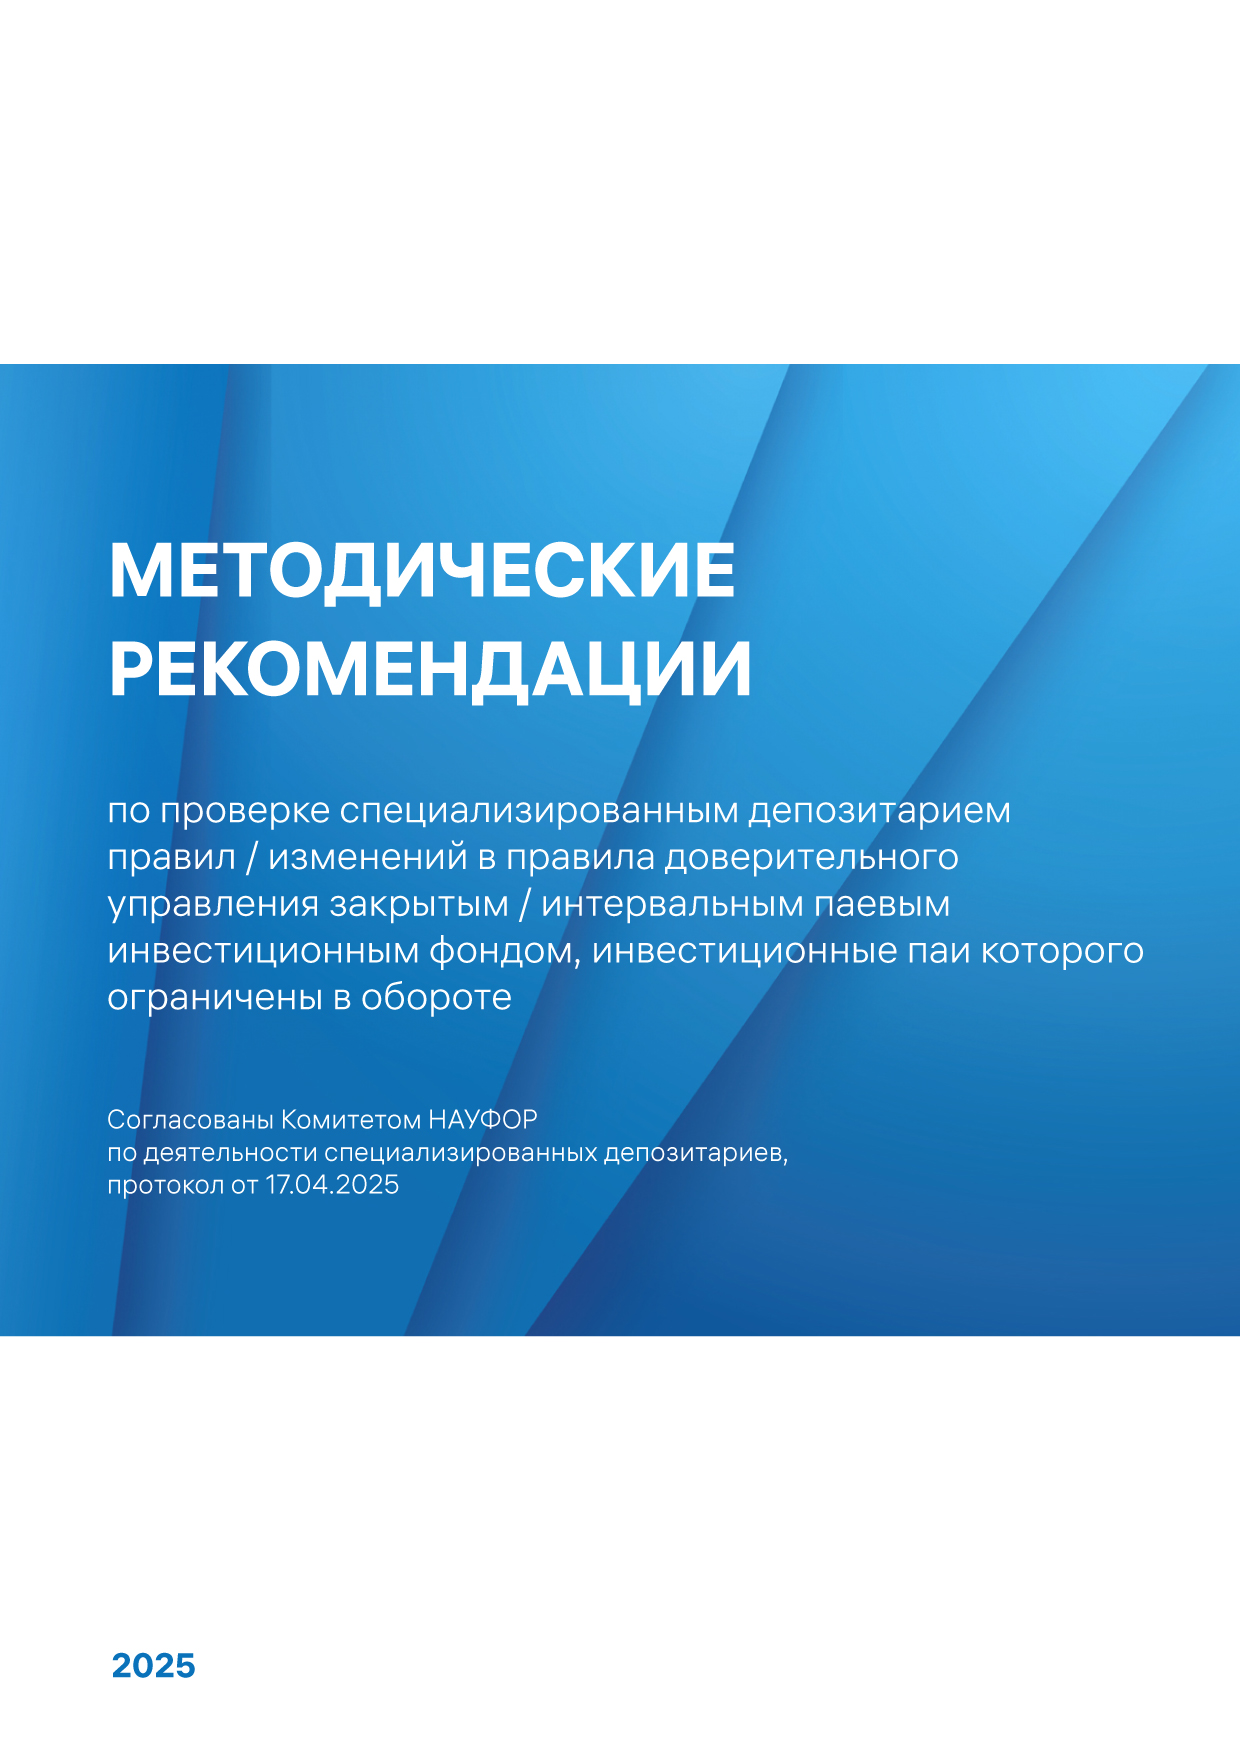 МЕТОДИЧЕСКИЕ
РЕКОМЕНДАЦИИ
по проверке специализированным депозитарием
правил / изменений в правила доверительного
управления закрытым / интервальным паевым
инвестиционным фондом, инвестиционные паи которого
ограничены в обороте
Согласованы Комитетом НАУФОР
по деятельности специализированных депозитариев,
протокол от 17.04.2025
2025